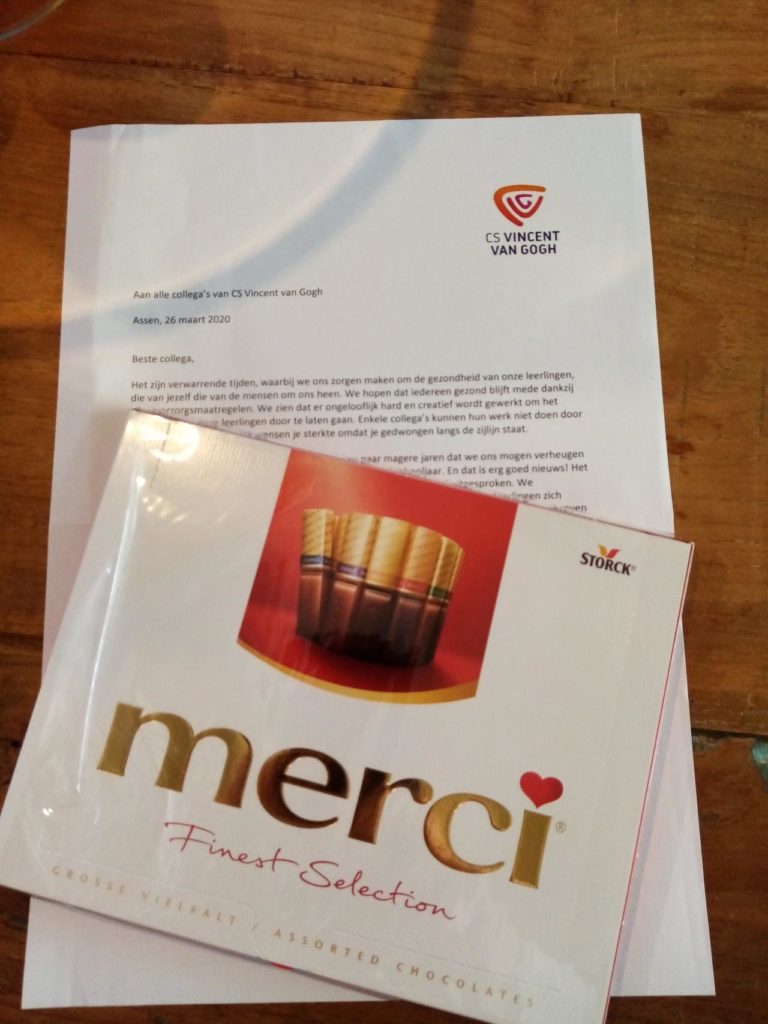 CS VINCENT
VAN GOGH
Aan alle collega's van CS Vincent van Gogh
Assen, 26 maart 2020
Beste collega,
Het zijn verwarrende tijden, waarbij we ons zorgen maken om de gezondheid van onze leerlingen,
die van jezelf die van de mensen om ons heen. We hopen dat iedereen gezond blijft mede dankzij
We zien dat er ongelooflijk hard en creatief wordt gewerkt om het
leerlingen door te laten gaan. Enkele collega's kunnen hun werk niet doen door
wensen je sterkte omdat je gedwongen langs de zijlijn staat.
paar magere jaren dat we ons mogen verheugen
En dat is erg goed nieuws! Het
We
zich
STORCK®
merci®
Finest Selection
GROSSE VIELFALT / ASSORTED CHOCOLATES